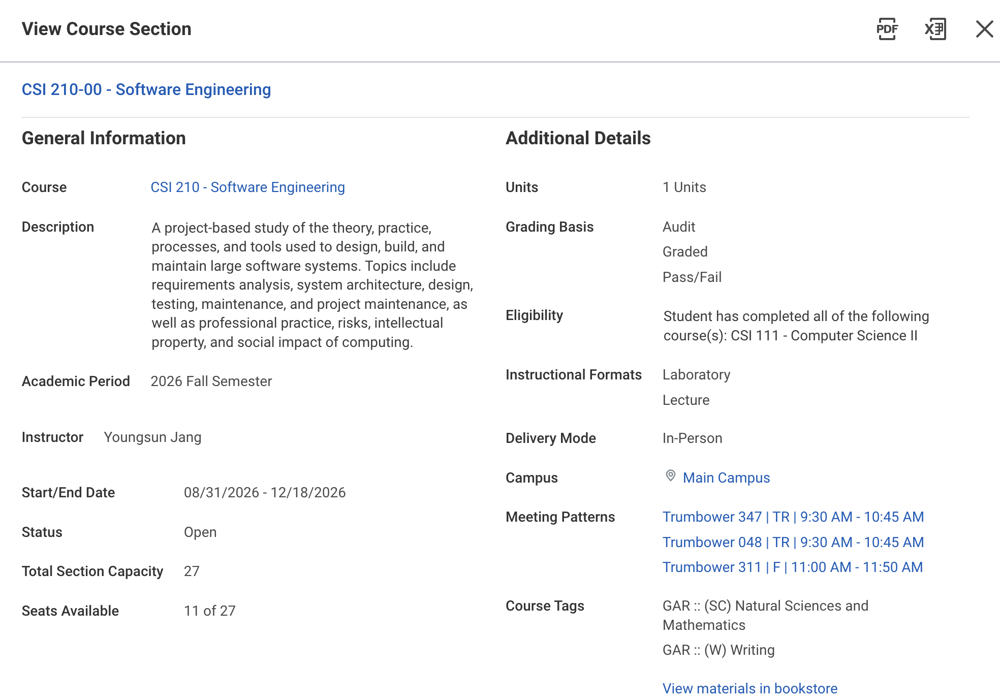 View Course Section
PDF
X
CSI 210-00 - Software Engineering
General Information
Course
CSI 210 - Software Engineering
Description
A project-based study of the theory, practice,
processes, and tools used to design, build, and
maintain large software systems. Topics include
requirements analysis, system architecture, design,
testing, maintenance, and project maintenance, as
well as professional practice, risks, intellectual
property, and social impact of computing.
Academic Period
2026 Fall Semester
Instructor
Youngsun Jang
Start/End Date
08/31/2026 - 12/18/2026
Status
Open
Total Section Capacity
27
Seats Available
11 of 27
Additional Details
Units
1 Units
Grading Basis
Audit
Graded
Pass/Fail
Eligibility
Student has completed all of the following
course(s): CSI 111 - Computer Science II
Instructional Formats
Laboratory
Lecture
Delivery Mode
In-Person
Campus
Main Campus
Meeting Patterns
Trumbower 347 | TR | 9:30 AM - 10:45 AM
Trumbower 048 | TR | 9:30 AM - 10:45 AM
Trumbower 311 | F | 11:00 AM - 11:50 AM
Course Tags
GAR :: (SC) Natural Sciences and
Mathematics
GAR :: (W) Writing
View materials in bookstore